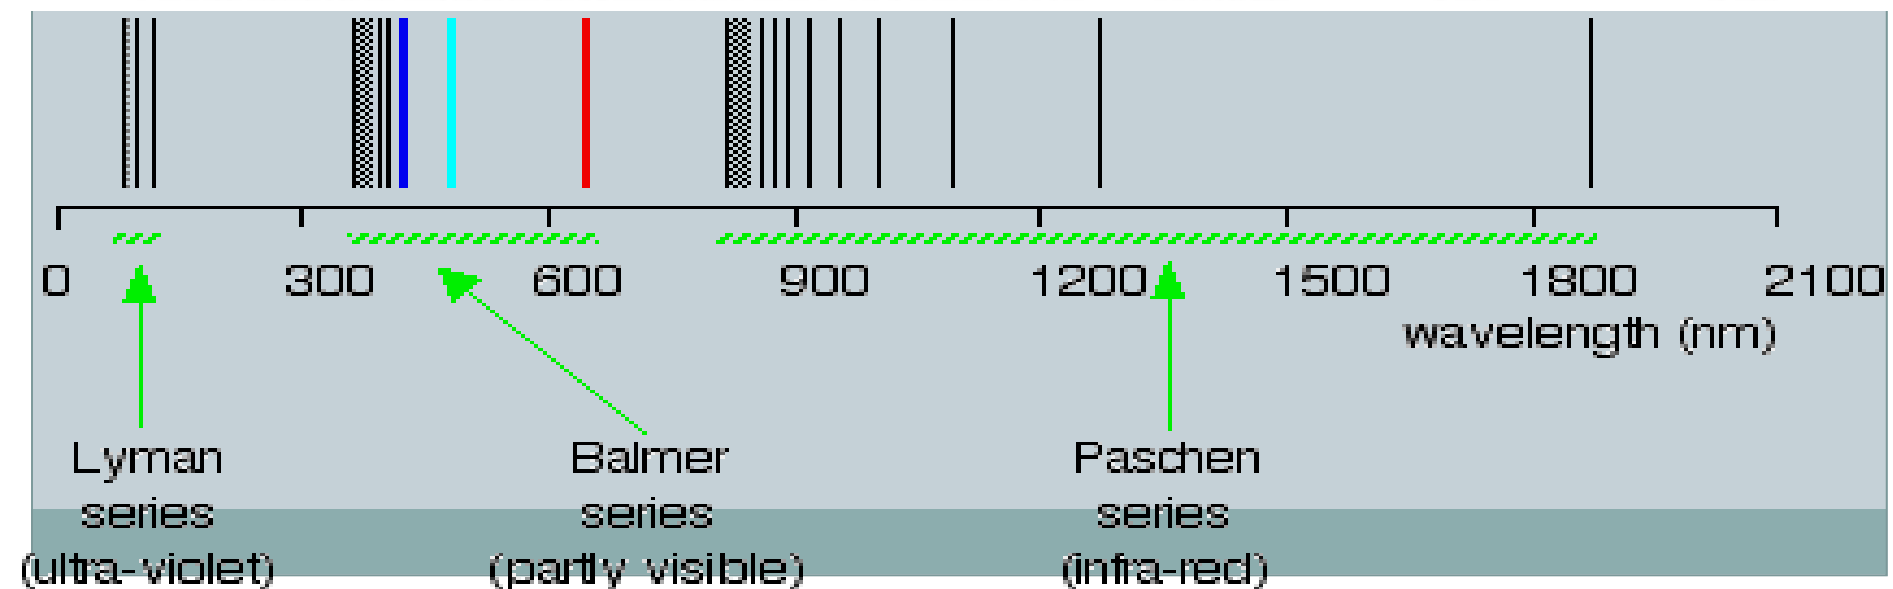 0 300 600 900 1200 1500 1800 2100
wavelength (nm)
Lyman
series
(ultra-violet)
Balmer
series
(partly visible)
Paschen
series
(infra-red)